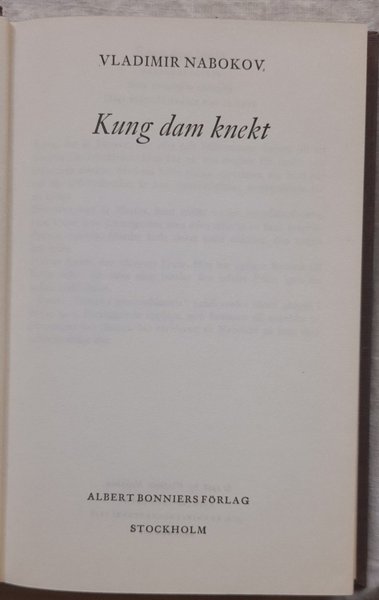 VLADIMIR NABOKOV
Kung dam knekt
ALBERT BONNIERS FÖRLAG
STOCKHOLM